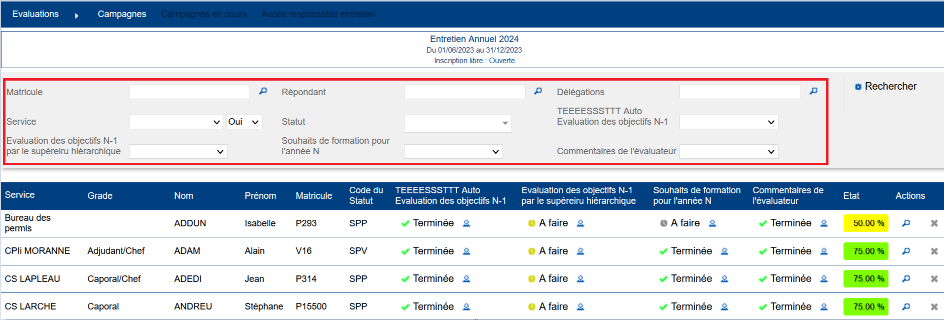 Evaluations Campagnes Campagnes en cours Accès responsable entretien
Entretien Annuel 2024
Du 01/06/2023 au 31/12/2023
Inscription libre : Ouverte
Matricule Répondant Délégations Rechercher
Service Oui Statut TEEEESSSTTT Auto
Evaluation des objectifs N-1
Evaluation des objectifs N-1
par le supéreiru hiérarchique Souhaits de formation pour
l'année N Commentaires de l'évaluateur
Service Grade Nom Prénom Matricule Code du
Statut TEEEESSSTTT Auto
Evaluation des objectifs N-1 Evaluation des objectifs N-1
par le supéreiru hiérarchique Souhaits de formation
pour l'année N Commentaires de
l'évaluateur Etat Actions
Bureau des
permis ADDUN Isabelle P293 SPP Terminée A faire A faire Terminée 50.00 %
CPli MORANNE Adjudant/Chef ADAM Alain V16 SPV Terminée A faire Terminée Terminée 75.00 %
CS LAPLEAU Caporal/Chef ADEDI Jean P314 SPP Terminée A faire Terminée Terminée 75.00 %
CS LARCHE Caporal ANDREU Stéphane P15500 SPP Terminée A faire Terminée Terminée 75.00 %